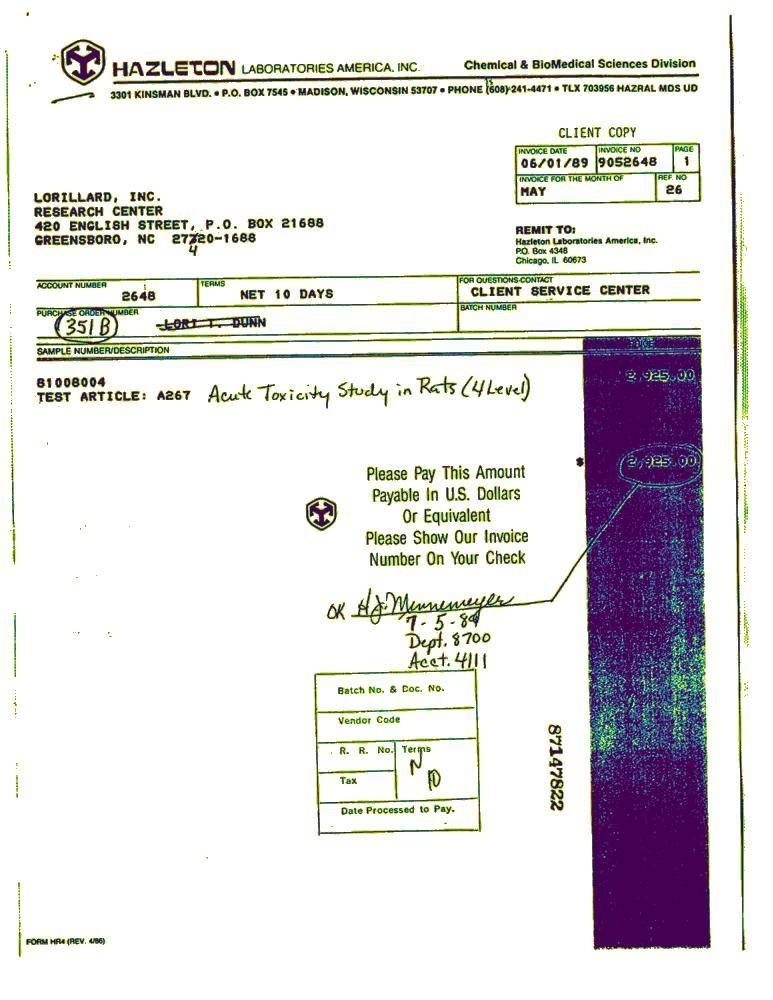 HAZLETON LABORATORIES AMERICA, INC. Chemical & BioMedical Sciences Division
3301 KINSMAN BLVD. • P.O. BOX 7545 • MADISON, WISCONSIN 53707 • PHONE (608) 241-4471 • TLX 703956 HAZRAL MDS UD
CLIENT COPY
INVOICE DATE INVOICE NO PAGE
06/01/89 9052648 1
INVOICE FOR THE MONTH OF REF. NO
MAY 26
LORILLARD, INC.
RESEARCH CENTER
420 ENGLISH STREET, P.O. BOX 21688
GREENSBORO, NC 27220-1688
4
REMIT TO:
Hazleton Laboratories America, Inc.
P.O. Box 4348
Chicago, IL 60673
ACCOUNT NUMBER TERMS FOR QUESTIONS-CONTACT
2648 NET 10 DAYS CLIENT SERVICE CENTER
PURCHASE ORDER NUMBER BATCH NUMBER
351B LORI T. DUNN
SAMPLE NUMBER/DESCRIPTION PRICE
81008004 2,925.00
TEST ARTICLE: A267 Acute Toxicity Study in Rats (4 Level)
$ 2,925.00
Please Pay This Amount
Payable In U.S. Dollars
Or Equivalent
Please Show Our Invoice
Number On Your Check
OK H.J. Minnemeyer
7-5-89
Dept. 8700
Acct. 4111
Batch No. & Doc. No.
Vendor Code
R. R. No. Terms
N
Tax 10
Date Processed to Pay.
87147822
FORM HR4 (REV. 4/86)